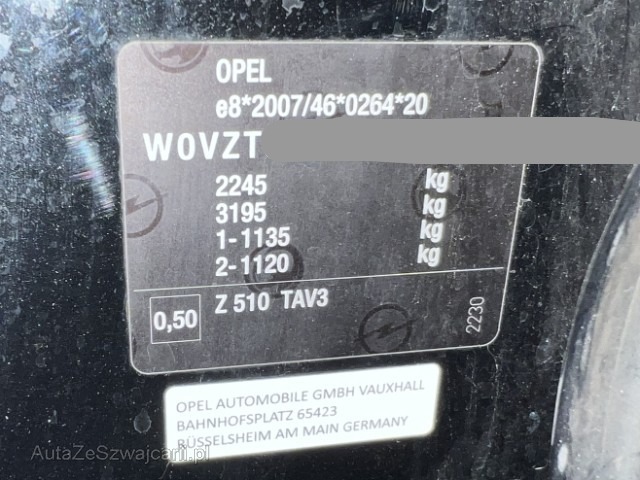 OPEL
e8*2007/46*0264*20
W0VZT
2245 kg
3195 kg
1-1135 kg
2-1120 kg
0,50 Z 510 TAV3
2230
OPEL AUTOMOBILE GMBH VAUXHALL
BAHNHOFSPLATZ 65423
RÜSSELSHEIM AM MAIN GERMANY
AutaZeSzwajcarii.pl